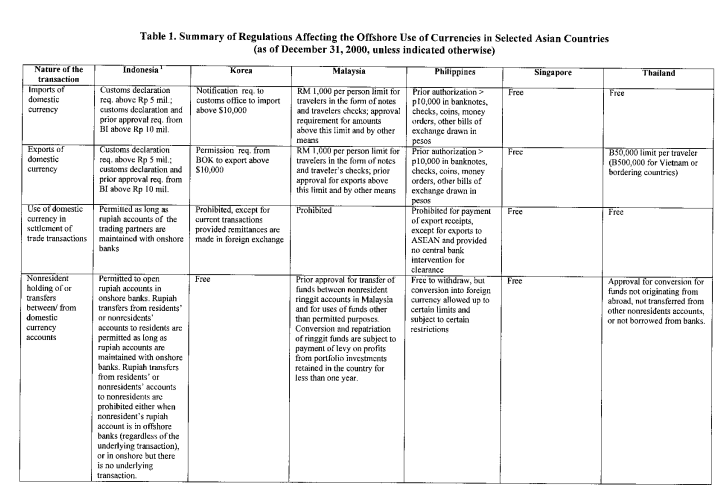 Table 1. Summary of Regulations Affecting the Offshore Use of Currencies in Selected Asian Countries
(as of December 31, 2000, unless indicated otherwise)
Nature of the
transaction
Indonesia 1
Korea
Malaysia
Philippines
Singapore
Thailand
Imports of
domestic
currency
Customs declaration
req. above Rp 5 mil.;
customs declaration and
prior approval req. from
BI above Rp 10 mil.
Notification req. to
customs office to import
above $10,000
RM 1,000 per person limit for
travelers in the form of notes
and travelers checks; approval
requirement for amounts
above this limit and by other
means
Prior authorization >
p10,000 in banknotes,
checks, coins, money
orders, other bills of
exchange drawn in
pesos
Free
Free
Exports of
domestic
currency
Customs declaration
req. above Rp 5 mil.;
customs declaration and
prior approval req. from
BI above Rp 10 mil.
Permission req. from
BOK to export above
$10,000
RM 1,000 per person limit for
travelers in the form of notes
and traveler's checks; prior
approval for exports above
this limit and by other means
Prior authorization >
p10,000 in banknotes,
checks, coins, money
orders, other bills of
exchange drawn in
pesos
Free
B50,000 limit per traveler
(B500,000 for Vietnam or
bordering countries)
Use of domestic
currency in
settlement of
trade transactions
Permitted as long as
rupiah accounts of the
trading partners are
maintained with onshore
banks
Prohibited, except for
current transactions
provided remittances are
made in foreign exchange
Prohibited
Prohibited for payment
of export receipts,
except for exports to
ASEAN and provided
no central bank
intervention for
clearance
Free
Free
Nonresident
holding of or
transfers
between/ from
domestic
currency
accounts
Permitted to open
rupiah accounts in
onshore banks. Rupiah
transfers from residents'
or nonresidents'
accounts to residents are
permitted as long as
rupiah accounts are
maintained with onshore
banks. Rupiah transfers
from residents' or
nonresidents' accounts
to nonresidents are
prohibited either when
nonresident's rupiah
account is in offshore
banks (regardless of the
underlying transaction),
or in onshore but there
is no underlying
transaction.
Free
Prior approval for transfer of
funds between nonresident
ringgit accounts in Malaysia
and for uses of funds other
than permitted purposes.
Conversion and repatriation
of ringgit funds are subject to
payment of levy on profits
from portfolio investments
retained in the country for
less than one year.
Free to withdraw, but
conversion into foreign
currency allowed up to
certain limits and
subject to certain
restrictions
Free
Approval for conversion for
funds not originating from
abroad, not transferred from
other nonresidents accounts,
or not borrowed from banks.